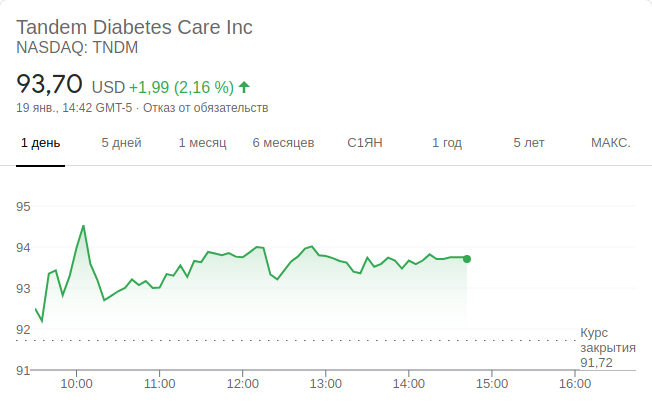 Tandem Diabetes Care Inc
NASDAQ: TNDM
93,70 USD +1,99 (2,16 %)
19 янв., 14:42 GMT-5 · Отказ от обязательств
1 день 5 дней 1 месяц 6 месяцев С1ЯН 1 год 5 лет МАКС.
95
94
93
92
91
Курс
закрытия
91,72
10:00 11:00 12:00 13:00 14:00 15:00 16:00